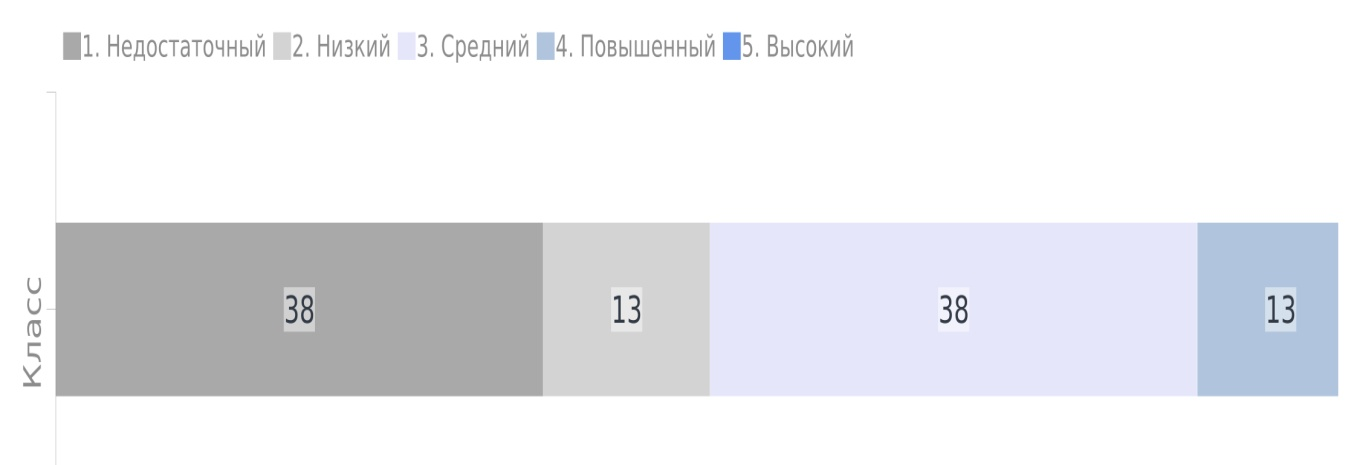 1. Недостаточный 2. Низкий 3. Средний 4. Повышенный 5. Высокий
Класс
38 13 38 13